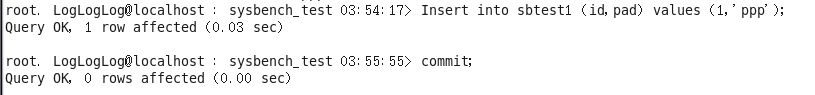 root. LogLogLog@localhost : sysbench_test 03:54:17> Insert into sbtest1 (id,pad) values (1,'ppp');
Query OK, 1 row affected (0.03 sec)
root. LogLogLog@localhost : sysbench_test 03:55:55> commit;
Query OK, 0 rows affected (0.00 sec)